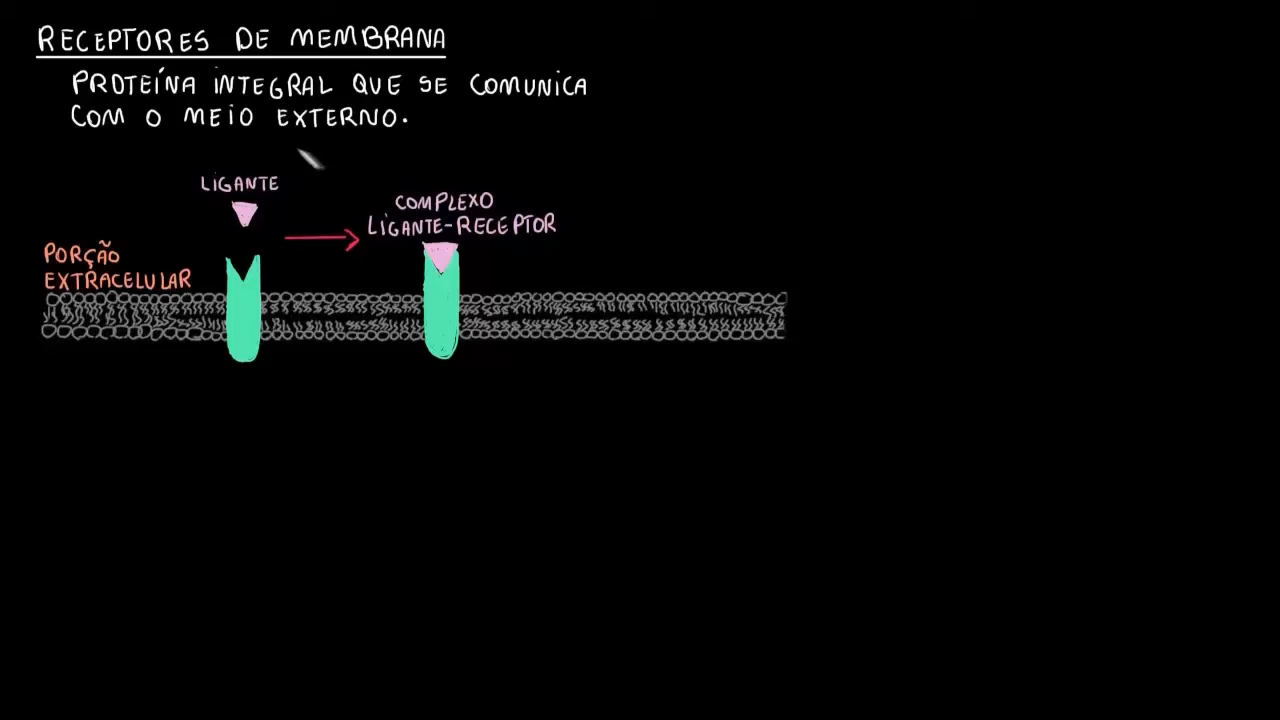 RECEPTORES DE MEMBRANA
PROTEÍNA INTEGRAL QUE SE COMUNICA
COM O MEIO EXTERNO.
LIGANTE
COMPLEXO
LIGANTE-RECEPTOR
PORÇÃO
EXTRACELULAR